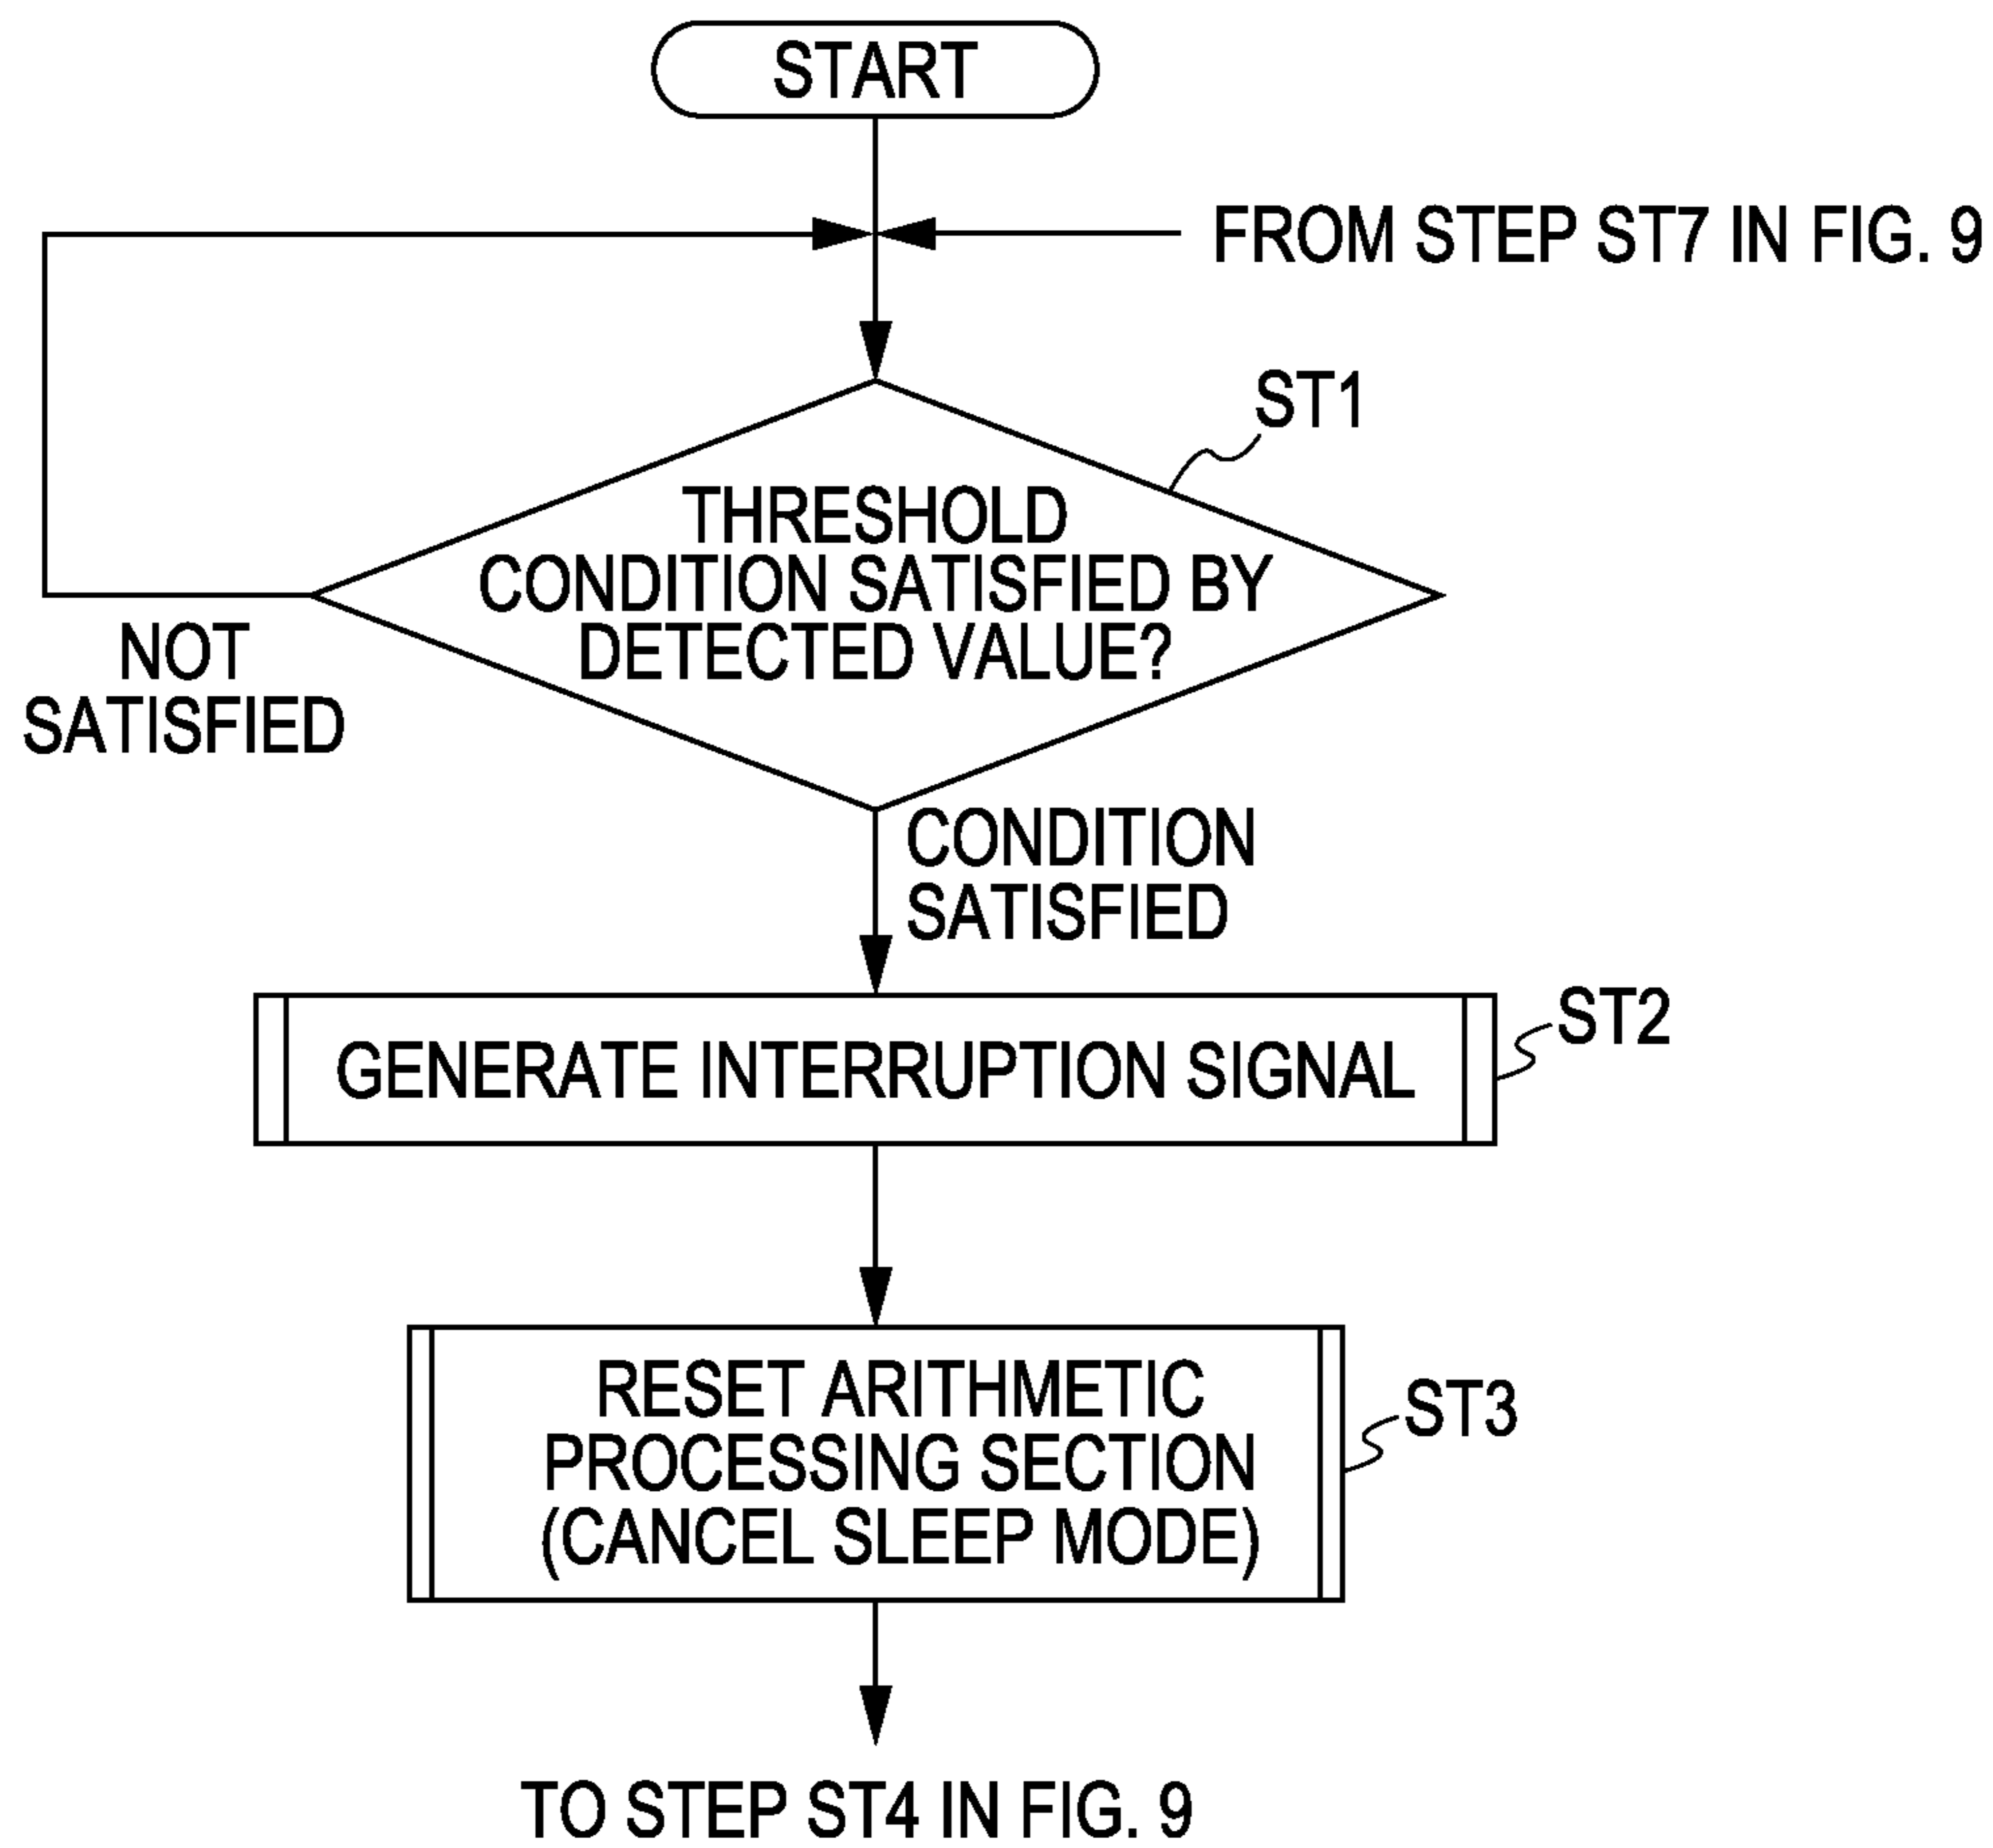 START
FROM STEP ST7 IN FIG. 9
ST1
THRESHOLD
CONDITION SATISFIED BY
DETECTED VALUE?
NOT
SATISFIED
CONDITION
SATISFIED
GENERATE INTERRUPTION SIGNAL
ST2
RESET ARITHMETIC
PROCESSING SECTION
(CANCEL SLEEP MODE)
ST3
TO STEP ST4 IN FIG. 9